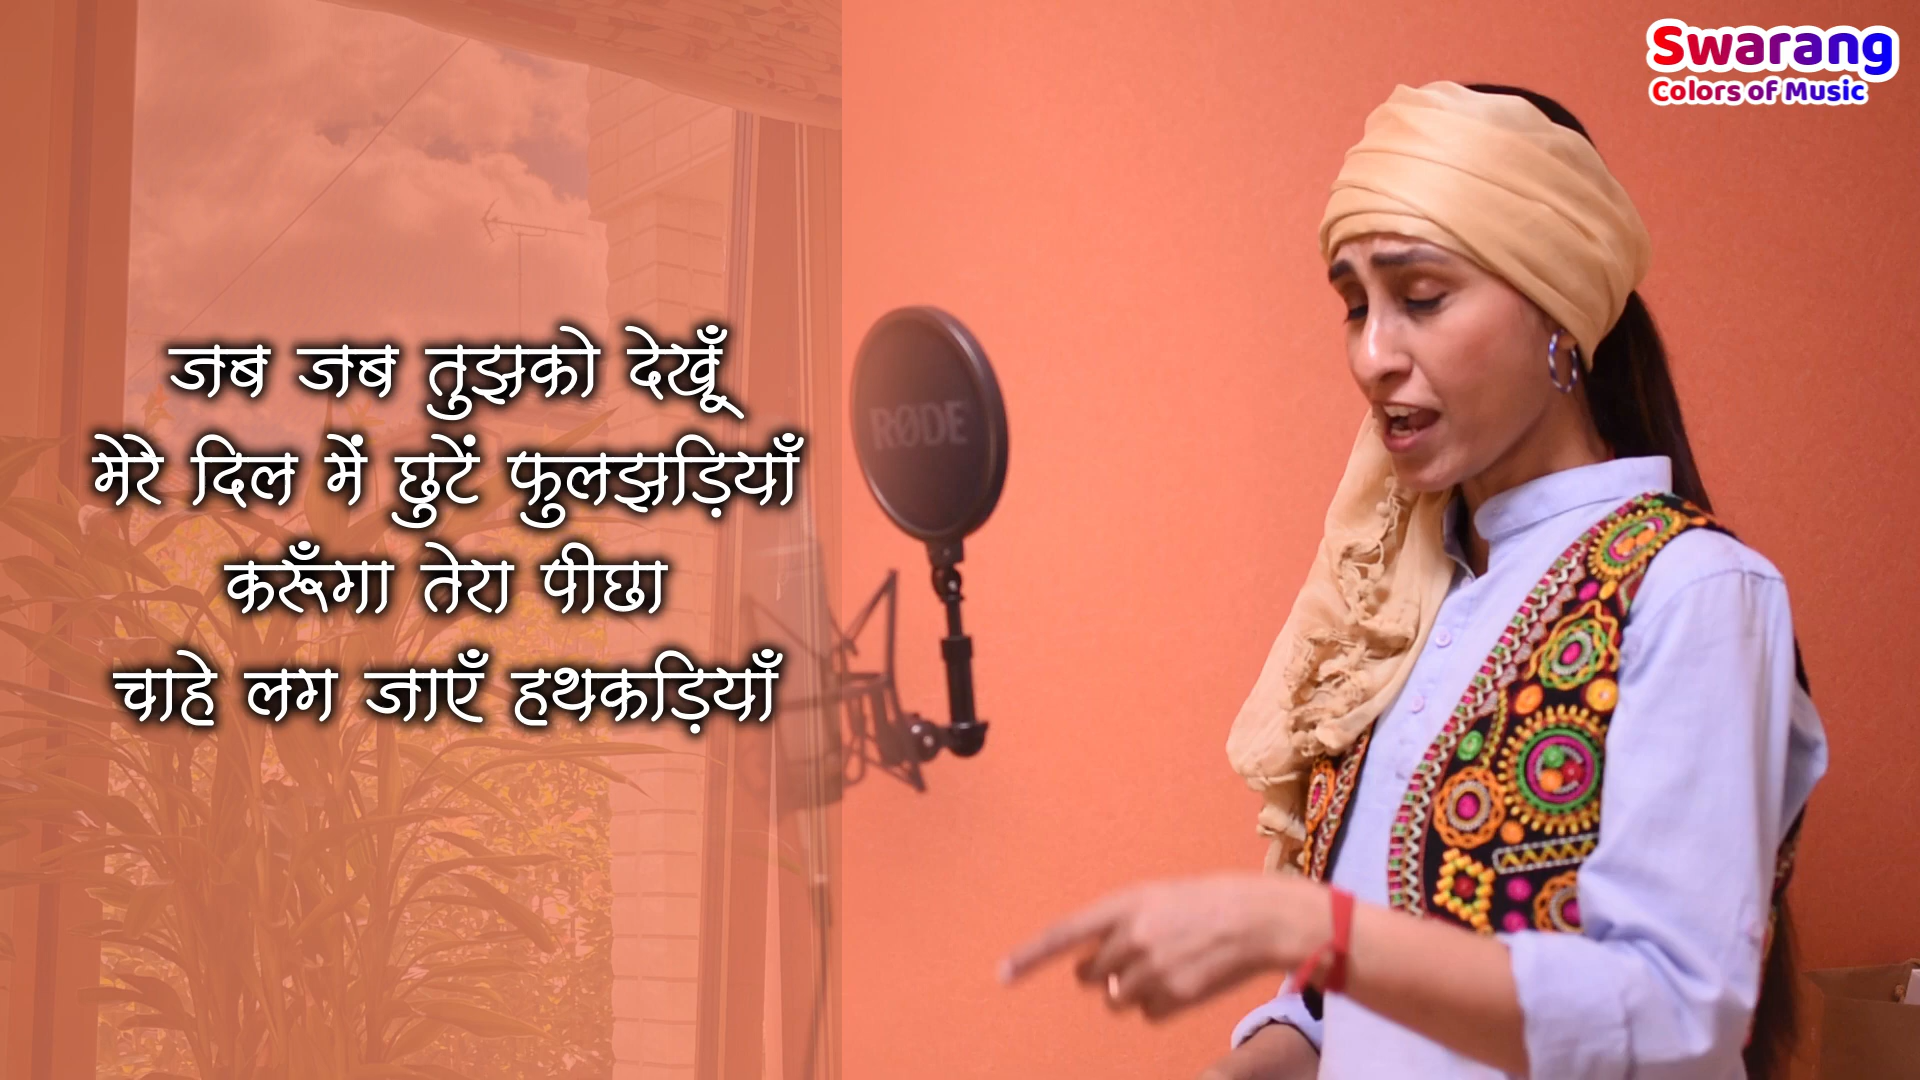 जब जब तुझको देखूँ
मेरे दिल में छुटें फुलझड़ियाँ
करूँगा तेरा पीछा
चाहे लग जाएँ हथकड़ियाँ
Swarang
Colors of Music
RØDE